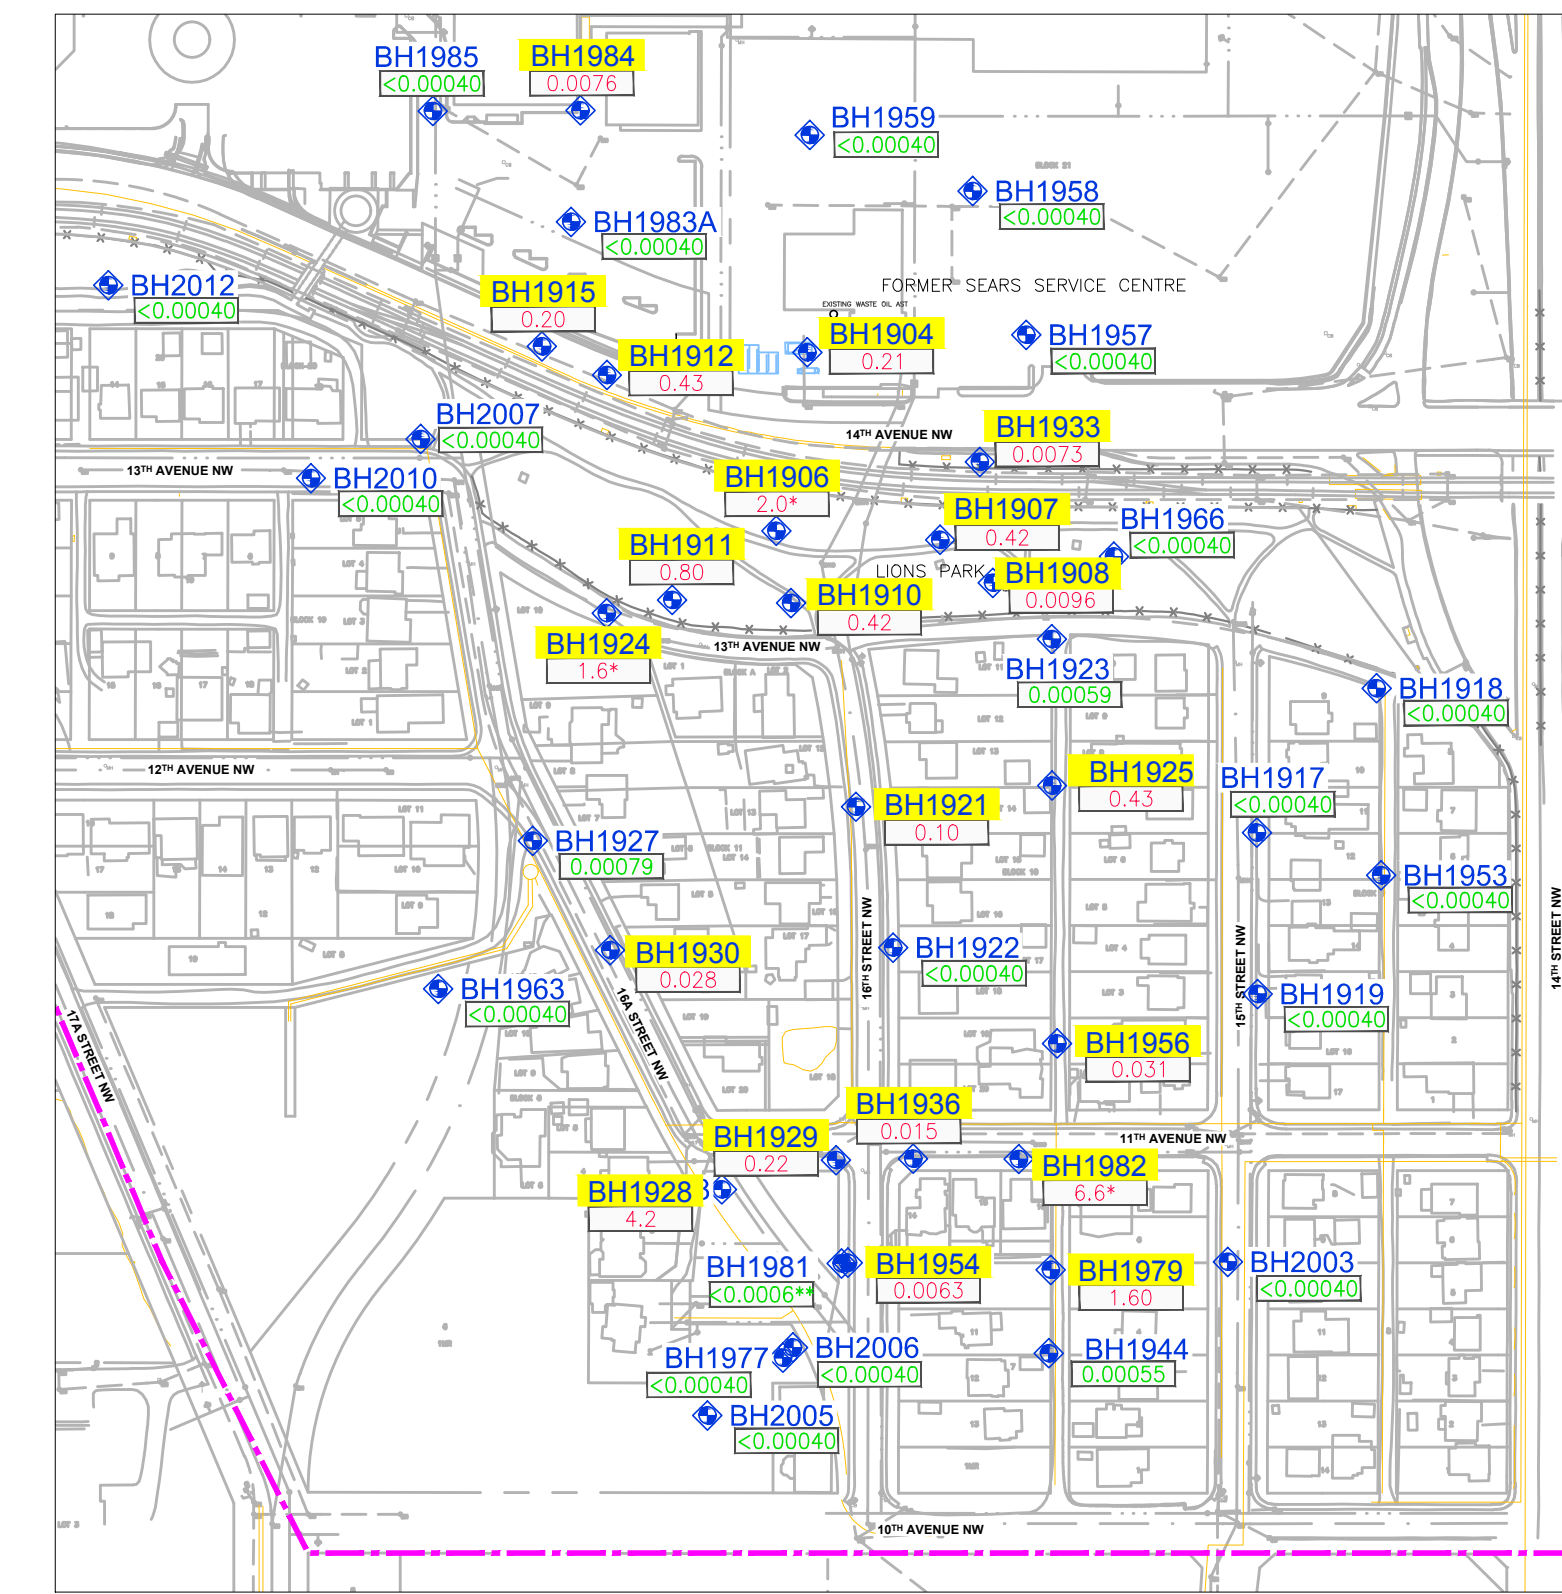 BH1985
<0.00040
BH1984
0.0076
BH1959
<0.00040
BLOCK 21
BH1958
<0.00040
BH1983A
<0.00040
BH2012
<0.00040
FORMER SEARS SERVICE CENTRE
EXISTING WASTE OIL AST
BH1915
0.20
BH1912
0.43
BH1904
0.21
BH1957
<0.00040
BH2007
<0.00040
14TH AVENUE NW
BH1933
0.0073
13TH AVENUE NW
BH2010
<0.00040
BH1906
2.0*
BH1907
0.42
BH1966
<0.00040
BH1911
0.80
LIONS PARK
BH1908
0.0096
BH1910
0.42
BH1924
1.6*
13TH AVENUE NW
BH1923
0.00059
BH1918
<0.00040
12TH AVENUE NW
BH1925
0.43
BH1917
<0.00040
BH1921
0.10
BH1927
0.00079
BH1953
<0.00040
BH1930
0.028
BH1922
<0.00040
BH1963
<0.00040
BH1919
<0.00040
16TH STREET NW
15TH STREET NW
14TH STREET NW
16A STREET NW
17A STREET NW
BH1956
0.031
BH1936
0.015
BH1929
0.22
11TH AVENUE NW
BH1982
6.6*
BH1928
4.2
BH1981
<0.0006**
BH1954
0.0063
BH1979
1.60
BH2003
<0.00040
BH1977
<0.00040
BH2006
<0.00040
BH1944
0.00055
BH2005
<0.00040
10TH AVENUE NW